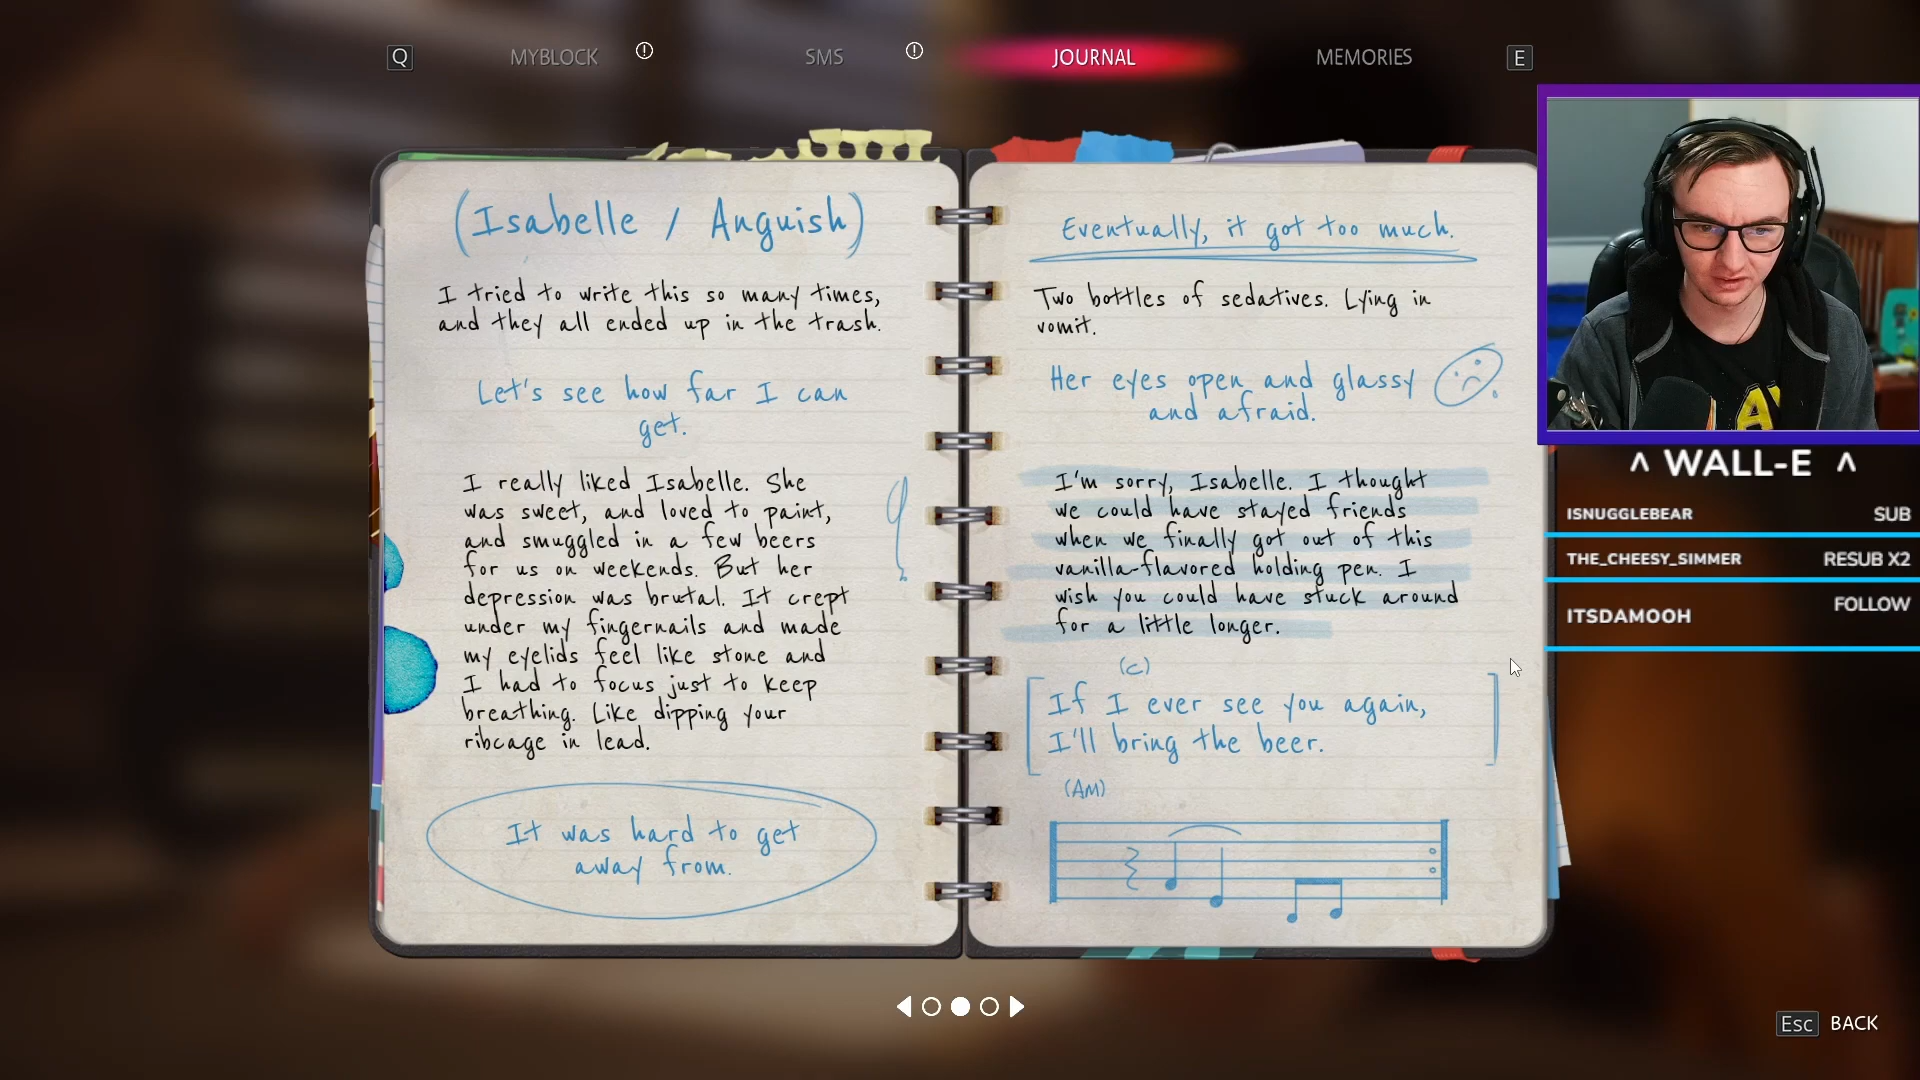 Q
MYBLOCK
SMS
JOURNAL
MEMORIES
E
(Isabelle / Anguish)
I tried to write this so many times,
and they all ended up in the trash.
Let's see how far I can
get.
I really liked Isabelle. She
was sweet, and loved to paint,
and smuggled in a few beers
for us on weekends. But her
depression was brutal. It crept
under my fingernails and made
my eyelids feel like stone and
I had to focus just to keep
breathing. Like dipping your
ribcage in lead.
It was hard to get
away from.
Eventually, it got too much.
Two bottles of sedatives. Lying in
vomit.
Her eyes open and glassy
and afraid.
I'm sorry, Isabelle. I thought
we could have stayed friends
when we finally got out of this
vanilla-flavored holding pen. I
wish you could have stuck around
for a little longer.
(C)
If I ever see you again,
I'll bring the beer.
(AM)
^ WALL-E ^
ISNUGGLEBEAR SUB
THE_CHEESY_SIMMER RESUB X2
ITSDAMOOH FOLLOW
Esc BACK